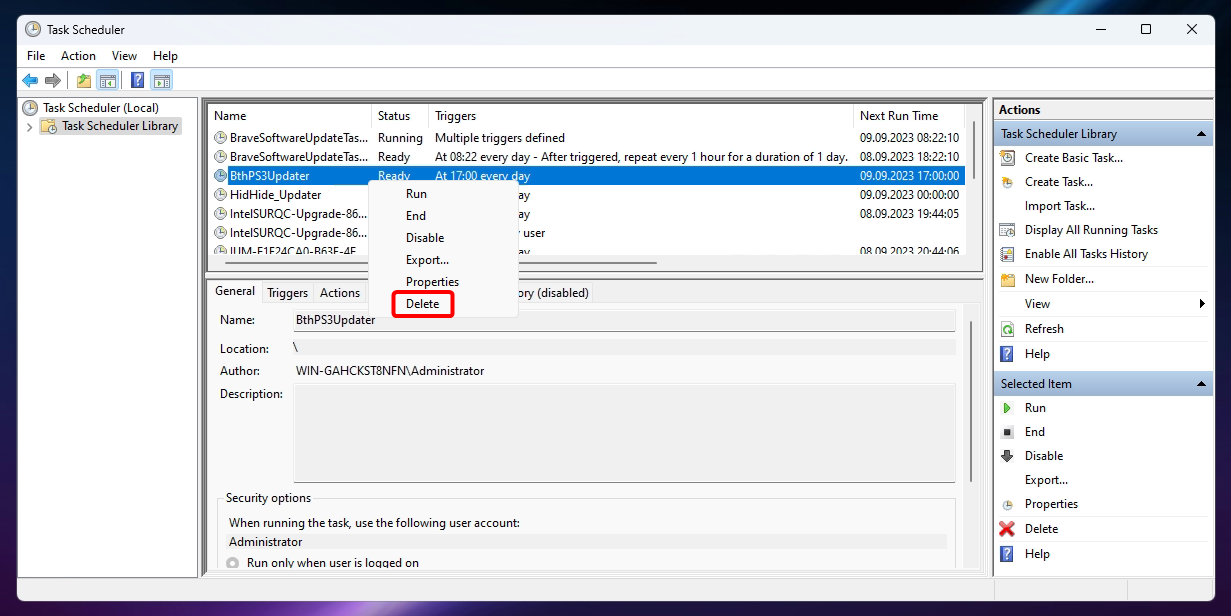 Task Scheduler
File Action View Help
Task Scheduler (Local)
Task Scheduler Library
Name Status Triggers Next Run Time
BraveSoftwareUpdateTas... Running Multiple triggers defined 09.09.2023 08:22:10
BraveSoftwareUpdateTas... Ready At 08:22 every day - After triggered, repeat every 1 hour for a duration of 1 day. 08.09.2023 18:22:10
BthPS3Updater Ready At 17:00 every day 09.09.2023 17:00:00
HidHide_Updater ay 09.09.2023 00:00:00
IntelSURQC-Upgrade-86... ay 08.09.2023 19:44:05
IntelSURQC-Upgrade-86... y user
ay 08.09.2023 20:44:06
Run
End
Disable
Export...
Properties
Delete
General Triggers Actions ory (disabled)
Name: BthPS3Updater
Location: \
Author: WIN-GAHCKST8NFN\Administrator
Description:
Security options
When running the task, use the following user account:
Administrator
Run only when user is logged on
Actions
Task Scheduler Library
Create Basic Task...
Create Task...
Import Task...
Display All Running Tasks
Enable All Tasks History
New Folder...
View
Refresh
Help
Selected Item
Run
End
Disable
Export...
Properties
Delete
Help